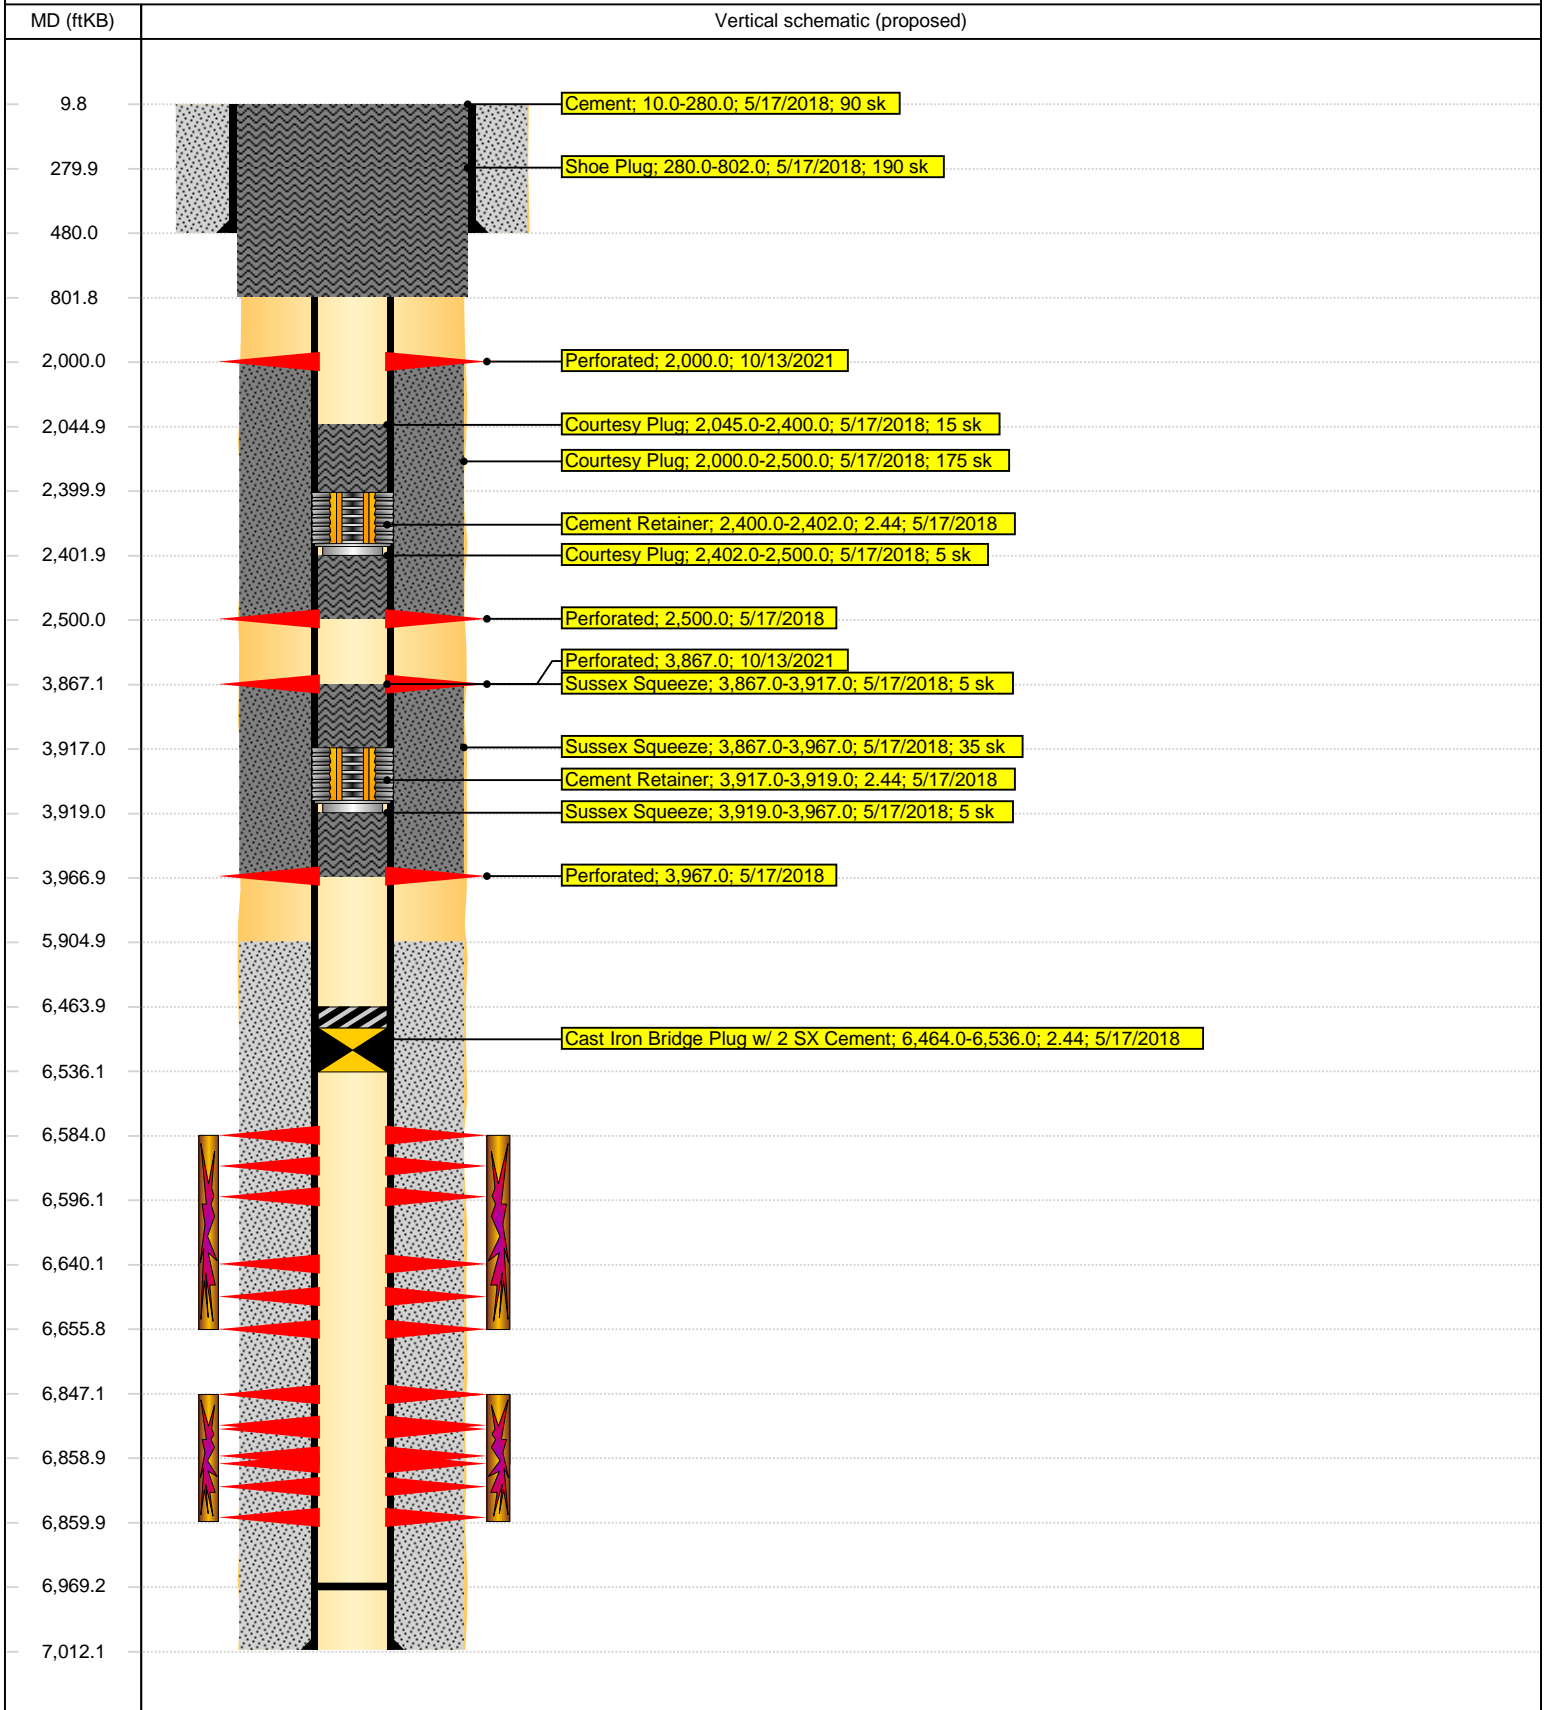 MD (ftKB)
Vertical schematic (proposed)
9.8
Cement; 10.0-280.0; 5/17/2018; 90 sk
279.9
Shoe Plug; 280.0-802.0; 5/17/2018; 190 sk
480.0
801.8
2,000.0
Perforated; 2,000.0; 10/13/2021
2,044.9
Courtesy Plug; 2,045.0-2,400.0; 5/17/2018; 15 sk
Courtesy Plug; 2,000.0-2,500.0; 5/17/2018; 175 sk
2,399.9
Cement Retainer; 2,400.0-2,402.0; 2.44; 5/17/2018
2,401.9
Courtesy Plug; 2,402.0-2,500.0; 5/17/2018; 5 sk
2,500.0
Perforated; 2,500.0; 5/17/2018
Perforated; 3,867.0; 10/13/2021
3,867.1
Sussex Squeeze; 3,867.0-3,917.0; 5/17/2018; 5 sk
3,917.0
Sussex Squeeze; 3,867.0-3,967.0; 5/17/2018; 35 sk
Cement Retainer; 3,917.0-3,919.0; 2.44; 5/17/2018
3,919.0
Sussex Squeeze; 3,919.0-3,967.0; 5/17/2018; 5 sk
3,966.9
Perforated; 3,967.0; 5/17/2018
5,904.9
6,463.9
Cast Iron Bridge Plug w/ 2 SX Cement; 6,464.0-6,536.0; 2.44; 5/17/2018
6,536.1
6,584.0
6,596.1
6,640.1
6,655.8
6,847.1
6,858.9
6,859.9
6,969.2
7,012.1